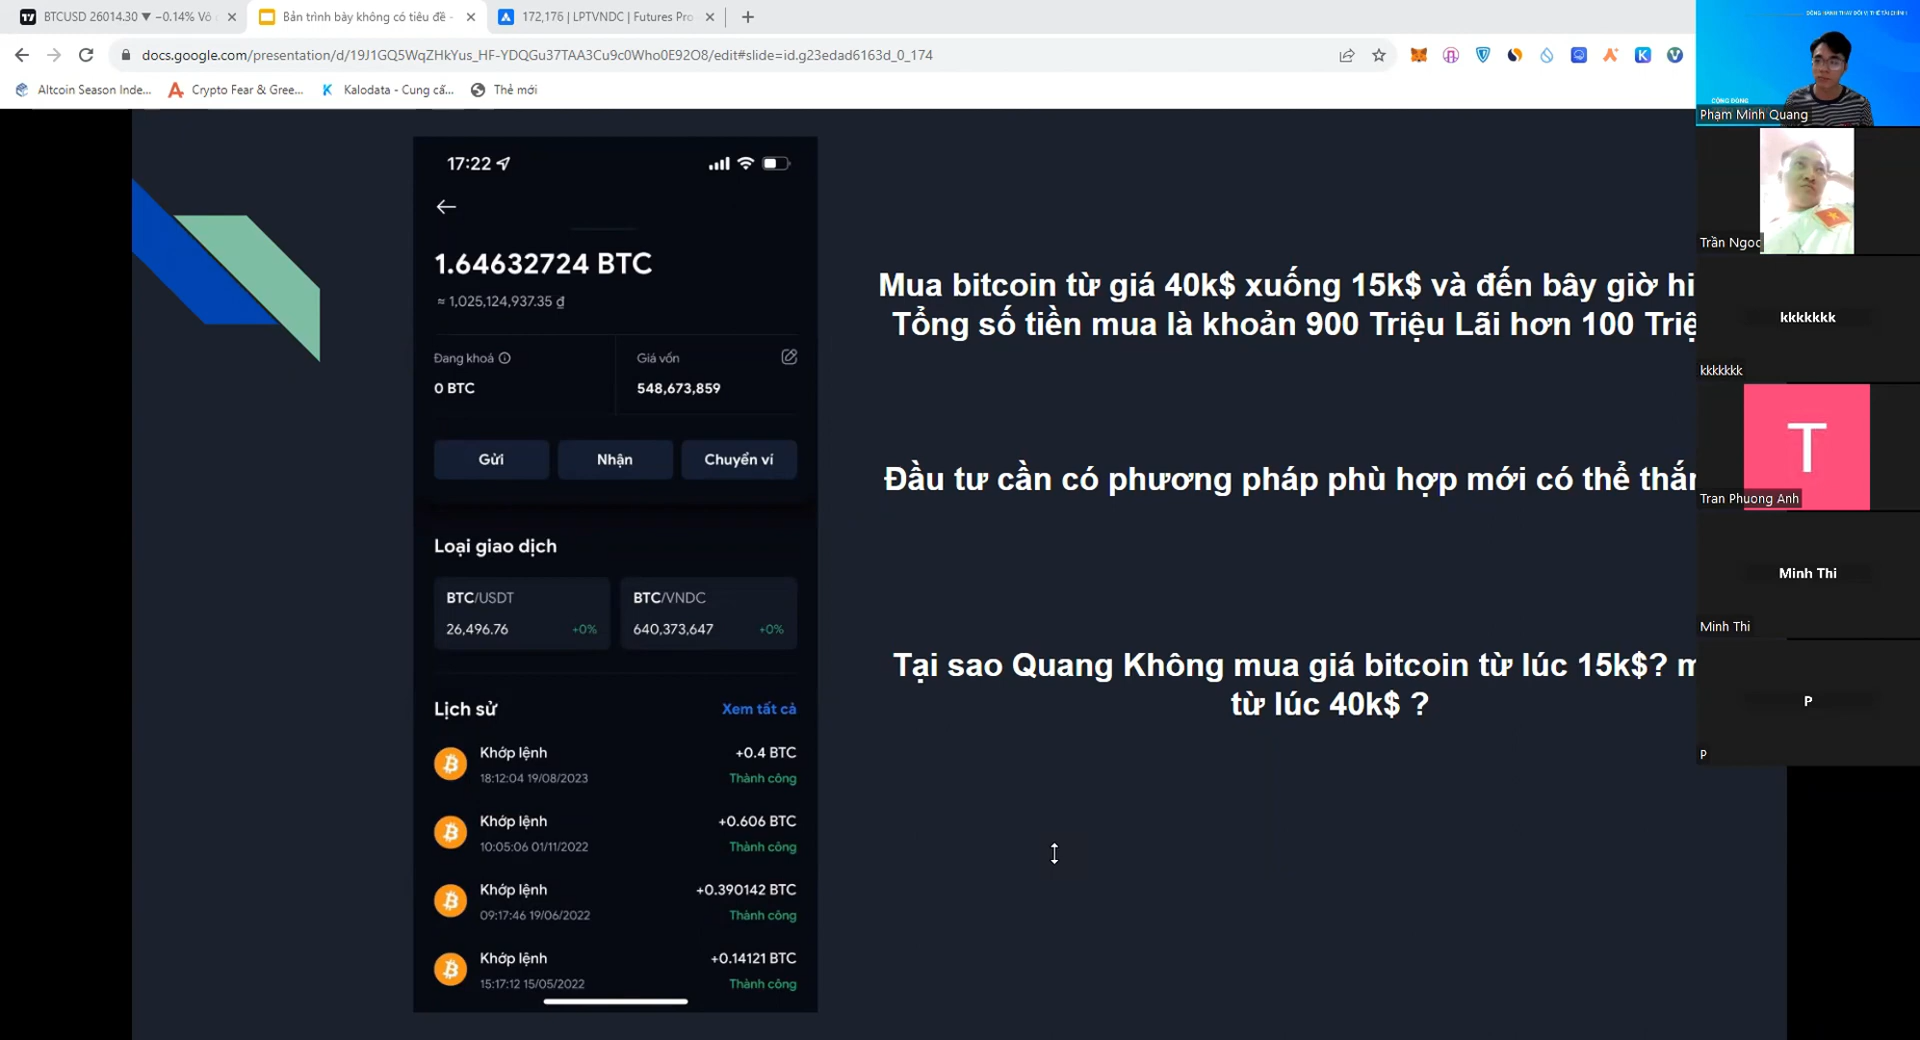 BTCUSD 26014.30 ▼ −0.14% Vô
Bản trình bày không có tiêu đề -
172,176 | LPTVNDC | Futures Pro
docs.google.com/presentation/d/19J1GQ5WqZHkYus_HF-YDQGu37TAA3Cu9c0Who0E92O8/edit#slide=id.g23edad6163d_0_174
Altcoin Season Inde...
Crypto Fear & Gree...
Kalodata - Cung cấ...
Thẻ mới
17:22
1.64632724 BTC
≈ 1,025,124,937.35 ₫
Đang khoá
Giá vốn
0 BTC
548,673,859
Gửi
Nhận
Chuyển ví
Loại giao dịch
BTC/USDT
26,496.76 +0%
BTC/VNDC
640,373,647 +0%
Lịch sử
Xem tất cả
Khớp lệnh +0.4 BTC
18:12:04 19/08/2023 Thành công
Khớp lệnh +0.606 BTC
10:05:06 01/11/2022 Thành công
Khớp lệnh +0.390142 BTC
09:17:46 19/06/2022 Thành công
Khớp lệnh +0.14121 BTC
15:17:12 15/05/2022 Thành công
Mua bitcoin từ giá 40k$ xuống 15k$ và đến bây giờ hi
Tổng số tiền mua là khoản 900 Triệu Lãi hơn 100 Triệ
Đầu tư cần có phương pháp phù hợp mới có thể thắn
Tại sao Quang Không mua giá bitcoin từ lúc 15k$? m
từ lúc 40k$ ?
CỘNG ĐỒNG
Phạm Minh Quang
Trần Ngoc
kkkkkkk
kkkkkkk
T
Tran Phuong Anh
Minh Thi
Minh Thi
P
P